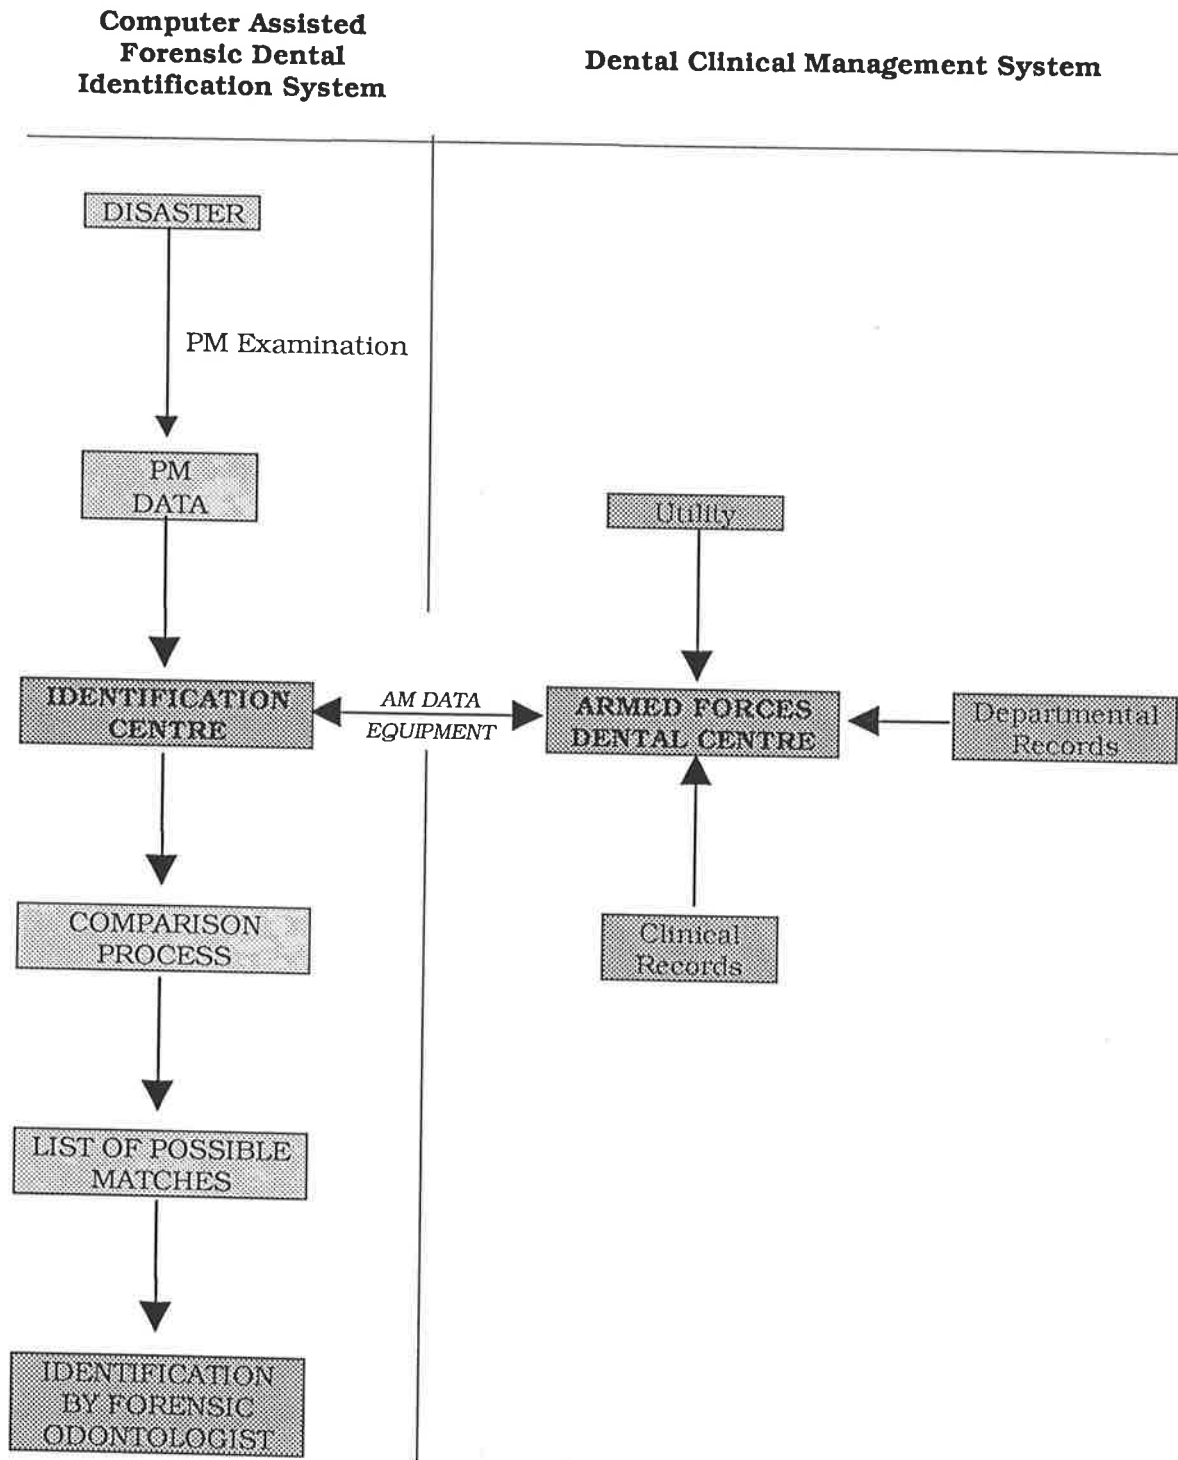 Computer Assisted
Forensic Dental
Identification System
Dental Clinical Management System
DISASTER
PM Examination
PM
DATA
Utility
IDENTIFICATION
CENTRE
AM DATA
EQUIPMENT
ARMED FORCES
DENTAL CENTRE
Departmental
Records
COMPARISON
PROCESS
Clinical
Records
LIST OF POSSIBLE
MATCHES
IDENTIFICATION
BY FORENSIC
ODONTOLOGIST